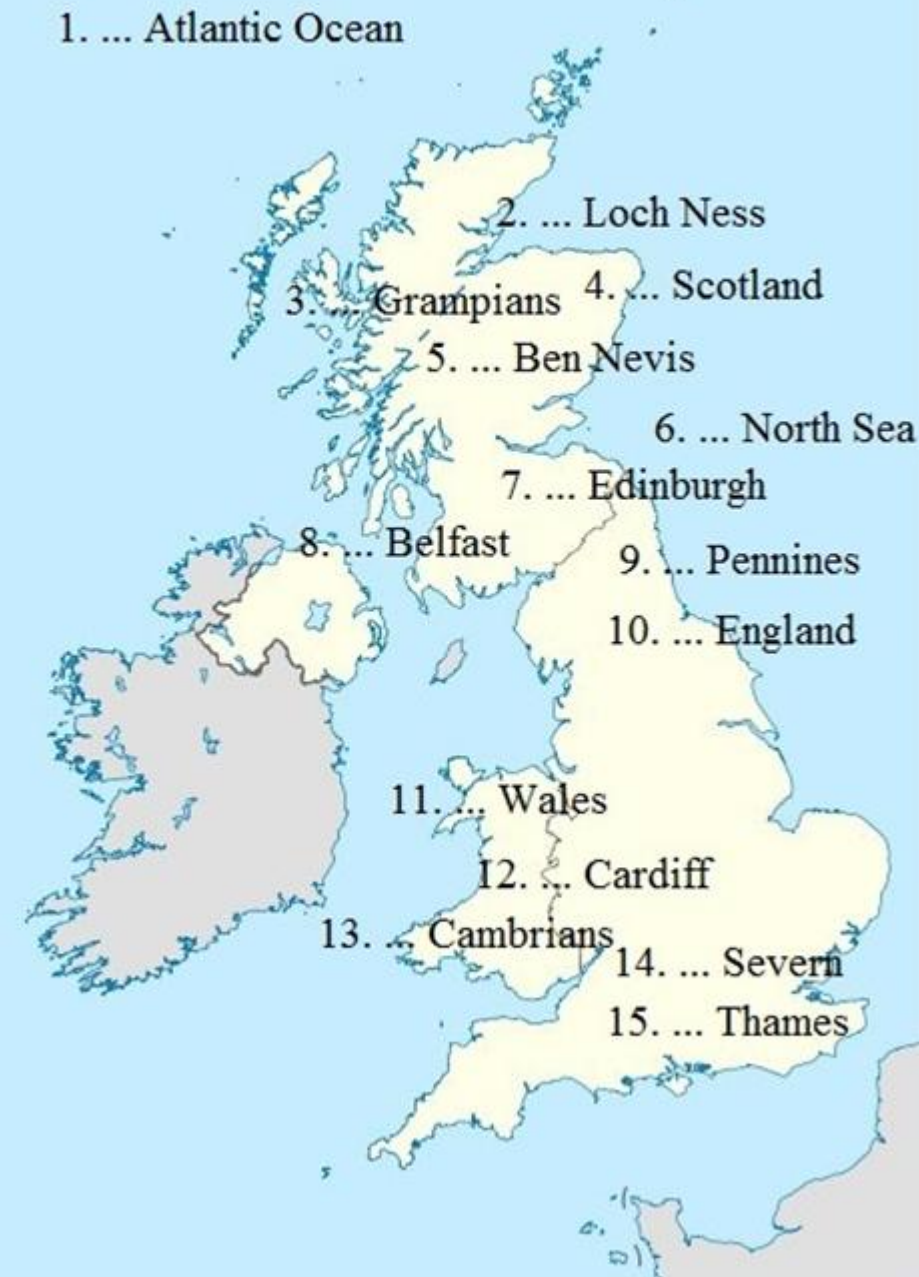 1. ... Atlantic Ocean
2. ... Loch Ness
3. ... Grampians
4. ... Scotland
5. ... Ben Nevis
6. ... North Sea
7. ... Edinburgh
8. ... Belfast
9. ... Pennines
10. ... England
11. ... Wales
12. ... Cardiff
13. ... Cambrians
14. ... Severn
15. ... Thames